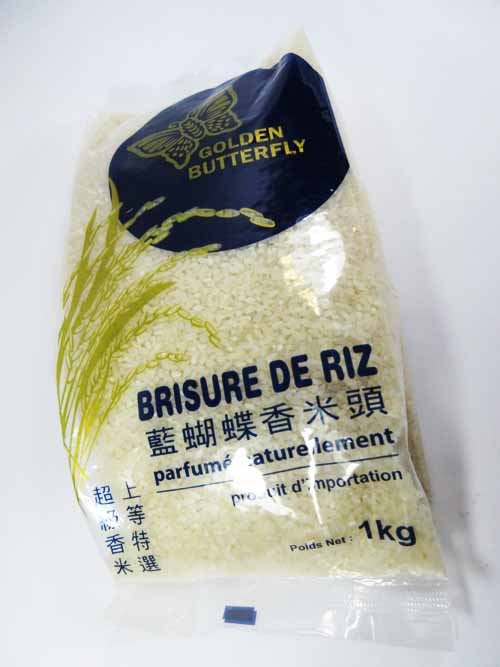 GOLDEN
BUTTERFLY
BRISURE DE RIZ
藍蝴蝶香米頭
parfumé naturellement
produit d'importation
Poids Net : 1kg
上等特選
超級香米